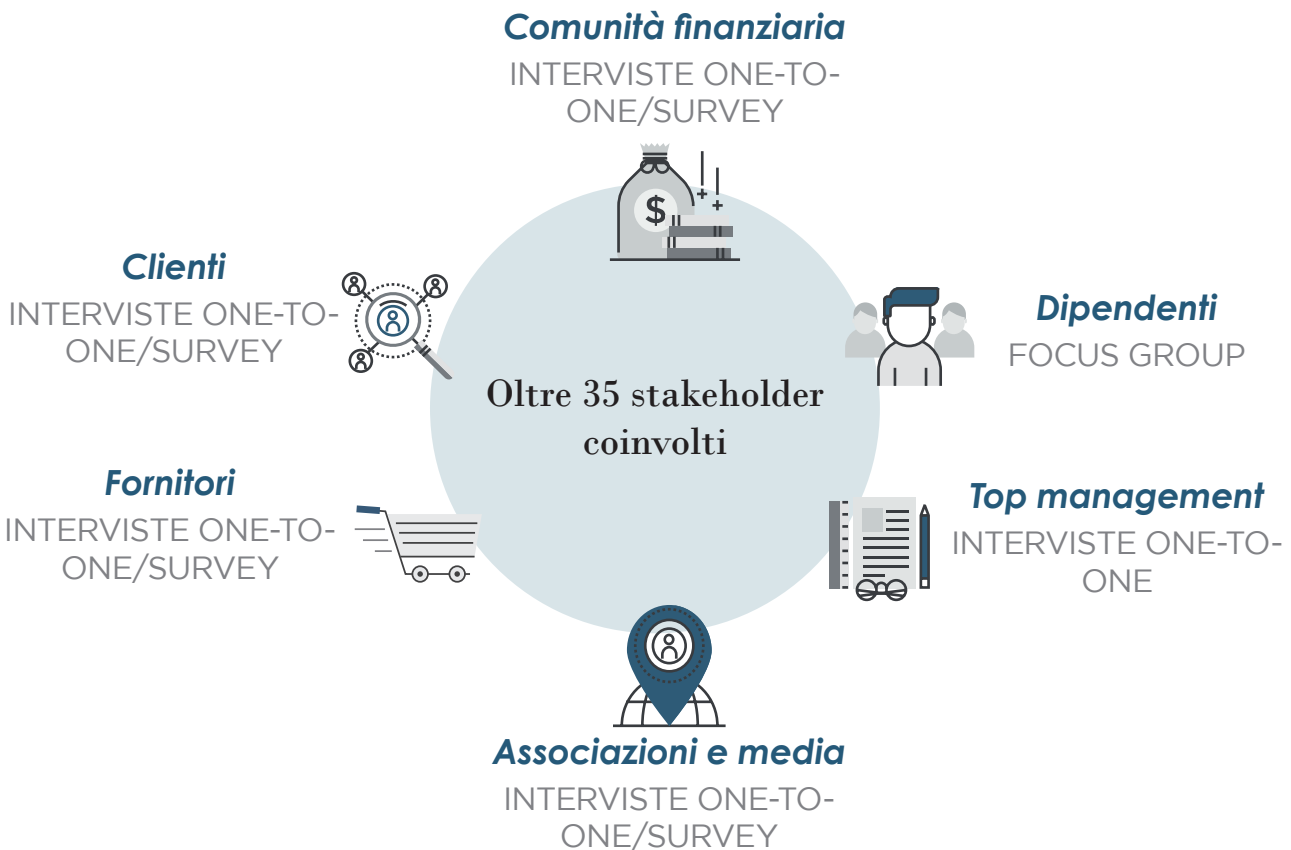 Comunità finanziaria
INTERVISTE ONE-TO-
ONE/SURVEY
$
Clienti
INTERVISTE ONE-TO-
ONE/SURVEY
Dipendenti
FOCUS GROUP
Oltre 35 stakeholder
coinvolti
Fornitori
INTERVISTE ONE-TO-
ONE/SURVEY
Top management
INTERVISTE ONE-TO-
ONE
Associazioni e media
INTERVISTE ONE-TO-
ONE/SURVEY